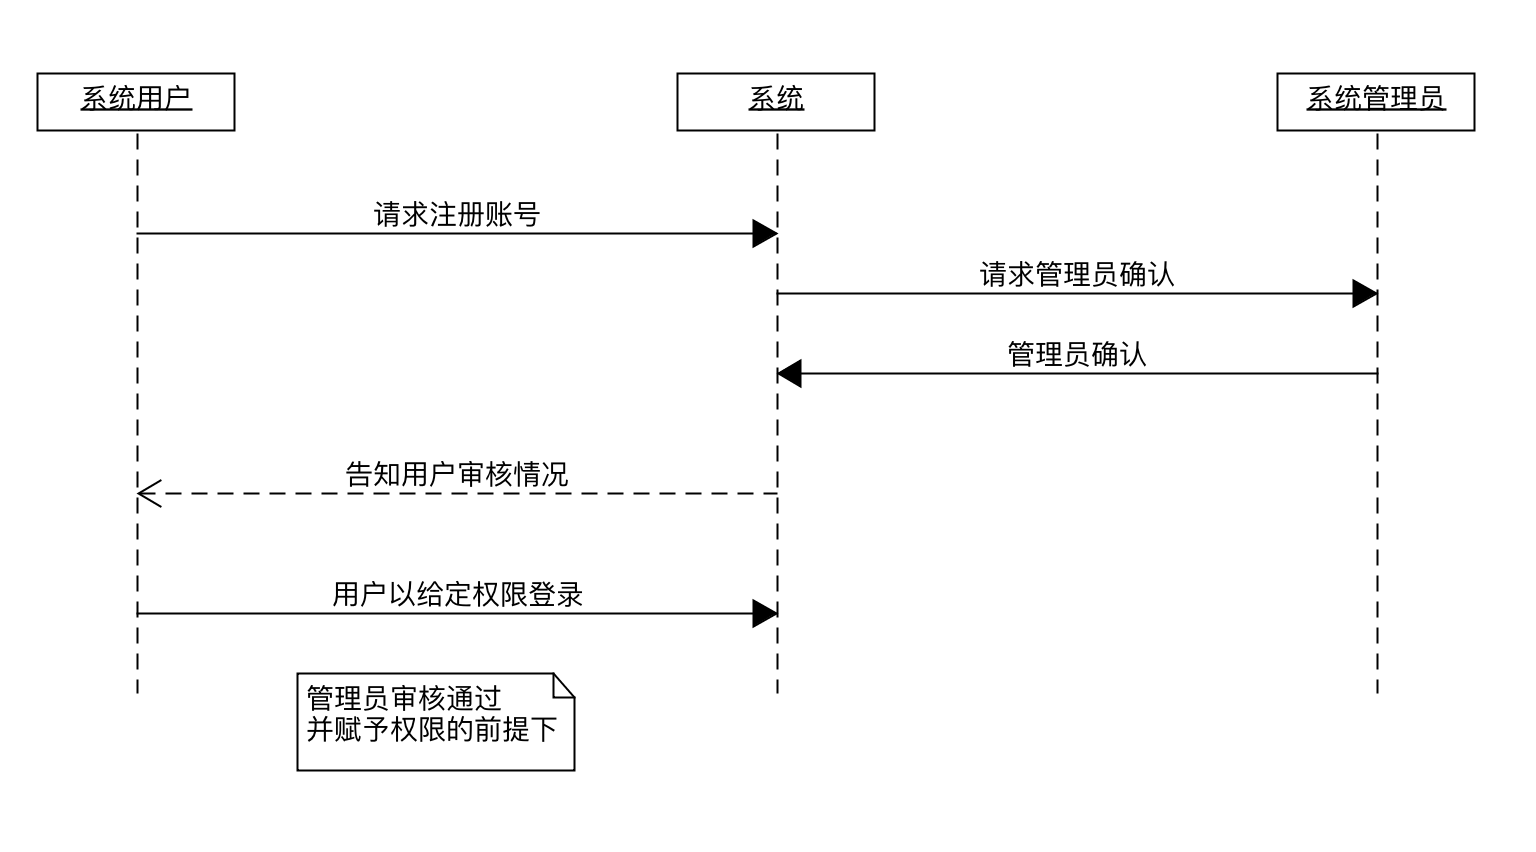 系统用户
系统
系统管理员
请求注册账号
请求管理员确认
管理员确认
告知用户审核情况
用户以给定权限登录
管理员审核通过
并赋予权限的前提下